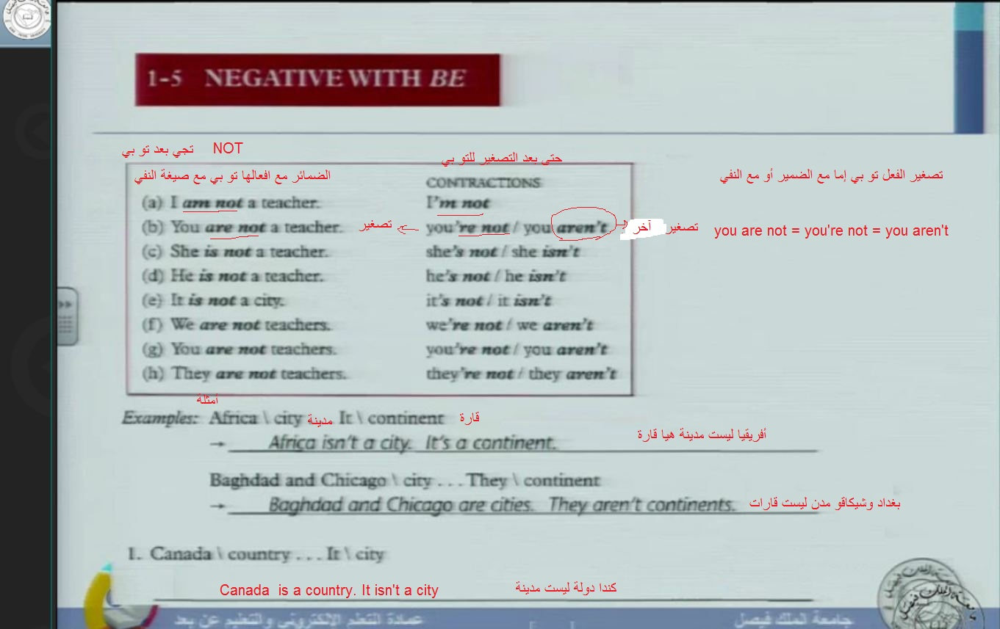 1-5 NEGATIVE WITH BE
NOT تجي بعد تو بي
حتى بعد التصغير للتو بي
الضمائر مع افعالها تو بي مع صيغة النفي
تصغير الفعل تو بي إما مع الضمير أو مع النفي
CONTRACTIONS
(a) I am not a teacher. I'm not
(b) You are not a teacher. تصغير you're not / you aren't تصغير آخر you are not = you're not = you aren't
(c) She is not a teacher. she's not / she isn't
(d) He is not a teacher. he's not / he isn't
(e) It is not a city. it's not / it isn't
(f) We are not teachers. we're not / we aren't
(g) You are not teachers. you're not / you aren't
(h) They are not teachers. they're not / they aren't
أمثلة
Examples: Africa \ city مدينة It \ continent قارة
→ Africa isn't a city. It's a continent. أفريقيا ليست مدينة هيا قارة
Baghdad and Chicago \ city . . . They \ continent
→ Baghdad and Chicago are cities. They aren't continents. بغداد وشيكاقو مدن ليست قارات
1. Canada \ country . . . It \ city
Canada is a country. It isn't a city كندا دولة ليست مدينة
جامعة الملك فيصل
عمادة التعلم الإلكتروني والتعليم عن بعد